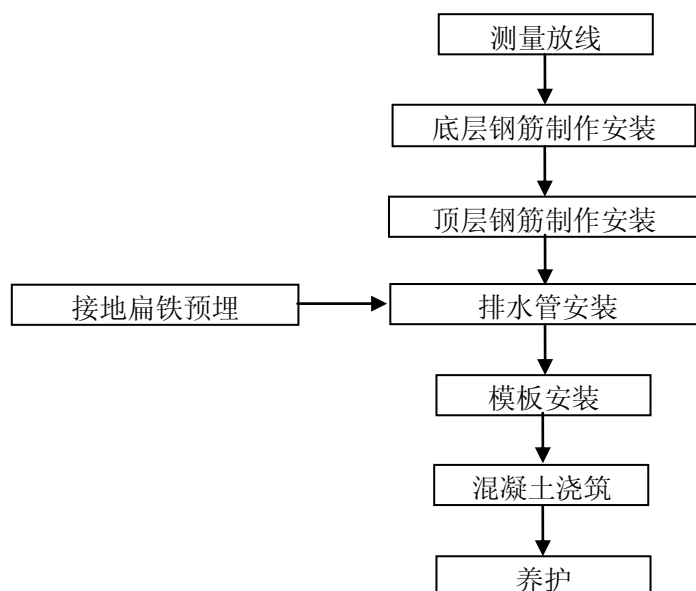 测量放线
底层钢筋制作安装
顶层钢筋制作安装
接地扁铁预埋
排水管安装
模板安装
混凝土浇筑
养护